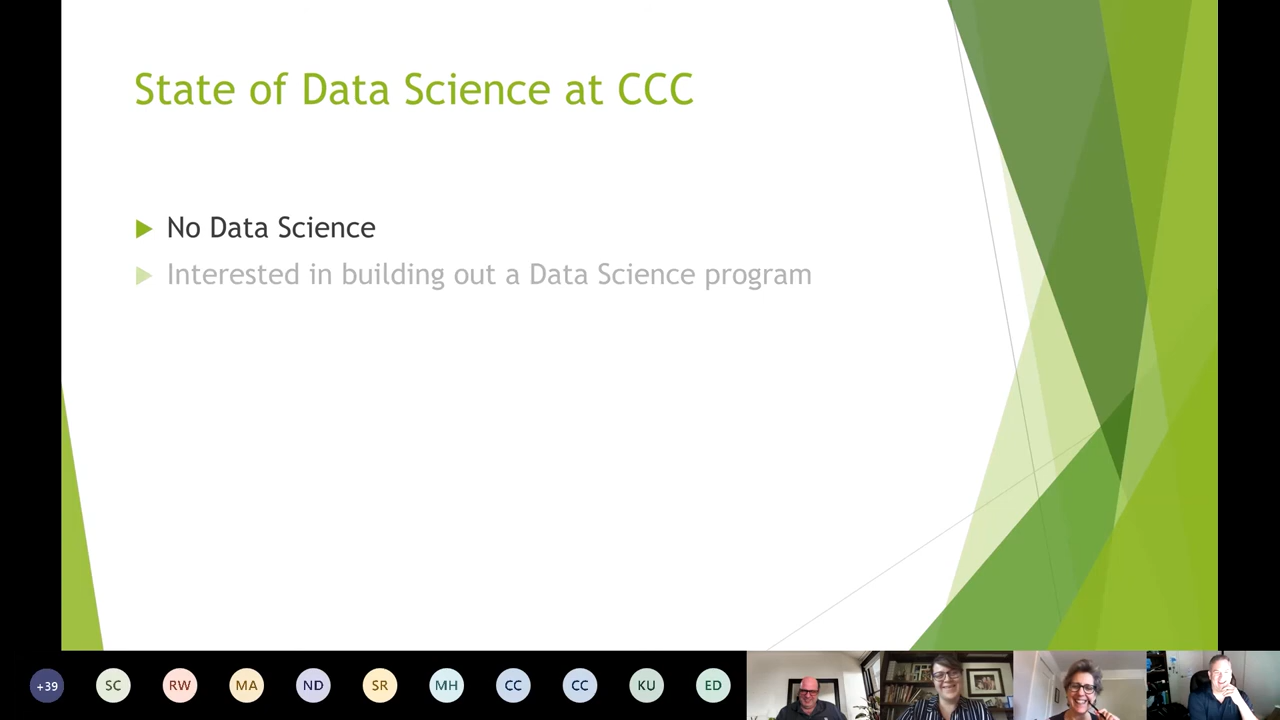 State of Data Science at CCC
No Data Science
Interested in building out a Data Science program
+39
SC
RW
MA
ND
SR
MH
CC
CC
KU
ED